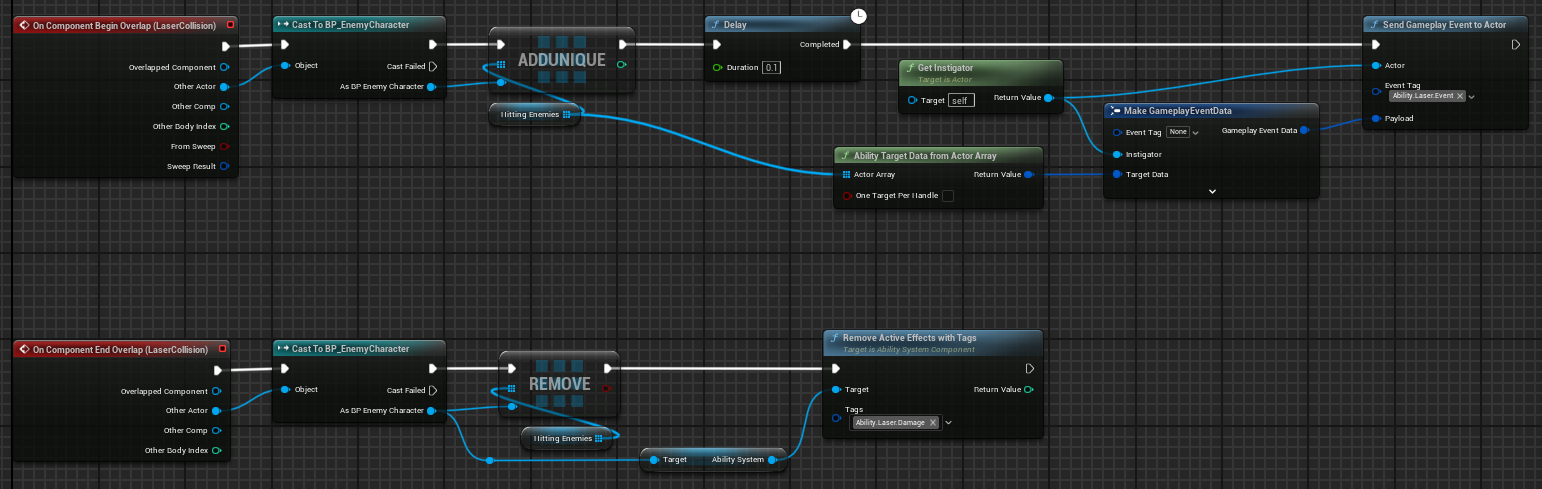 On Component Begin Overlap (LaserCollision)
Overlapped Component
Other Actor
Other Comp
Other Body Index
From Sweep
Sweep Result
Cast To BP_EnemyCharacter
Object
Cast Failed
As BP Enemy Character
ADDUNIQUE
Hitting Enemies
Delay
Completed
Duration 0.1
Get Instigator
Target is Actor
Target self
Return Value
Ability Target Data from Actor Array
Actor Array
Return Value
One Target Per Handle
Make GameplayEventData
Event Tag None
Gameplay Event Data
Instigator
Target Data
Send Gameplay Event to Actor
Actor
Event Tag
Ability.Laser.Event
Payload
On Component End Overlap (LaserCollision)
Overlapped Component
Other Actor
Other Comp
Other Body Index
Cast To BP_EnemyCharacter
Object
Cast Failed
As BP Enemy Character
REMOVE
Hitting Enemies
Target
Ability System
Remove Active Effects with Tags
Target is Ability System Component
Target
Return Value
Tags
Ability.Laser.Damage